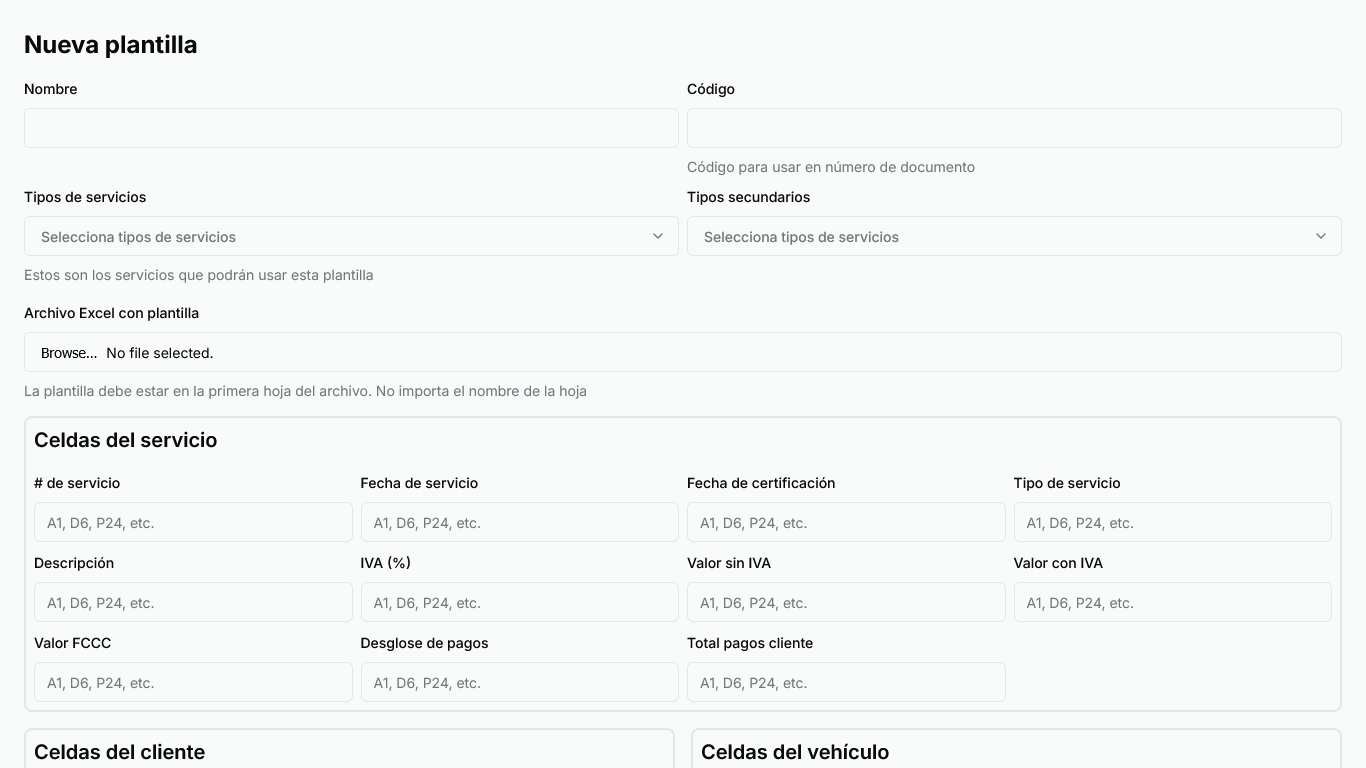 Nueva plantilla
Nombre
Código
Código para usar en número de documento
Tipos de servicios
Tipos secundarios
Selecciona tipos de servicios
Selecciona tipos de servicios
Estos son los servicios que podrán usar esta plantilla
Archivo Excel con plantilla
Browse... No file selected.
La plantilla debe estar en la primera hoja del archivo. No importa el nombre de la hoja
Celdas del servicio
# de servicio
Fecha de servicio
Fecha de certificación
Tipo de servicio
A1, D6, P24, etc.
A1, D6, P24, etc.
A1, D6, P24, etc.
A1, D6, P24, etc.
Descripción
IVA (%)
Valor sin IVA
Valor con IVA
A1, D6, P24, etc.
A1, D6, P24, etc.
A1, D6, P24, etc.
A1, D6, P24, etc.
Valor FCCC
Desglose de pagos
Total pagos cliente
A1, D6, P24, etc.
A1, D6, P24, etc.
A1, D6, P24, etc.
Celdas del cliente
Celdas del vehículo